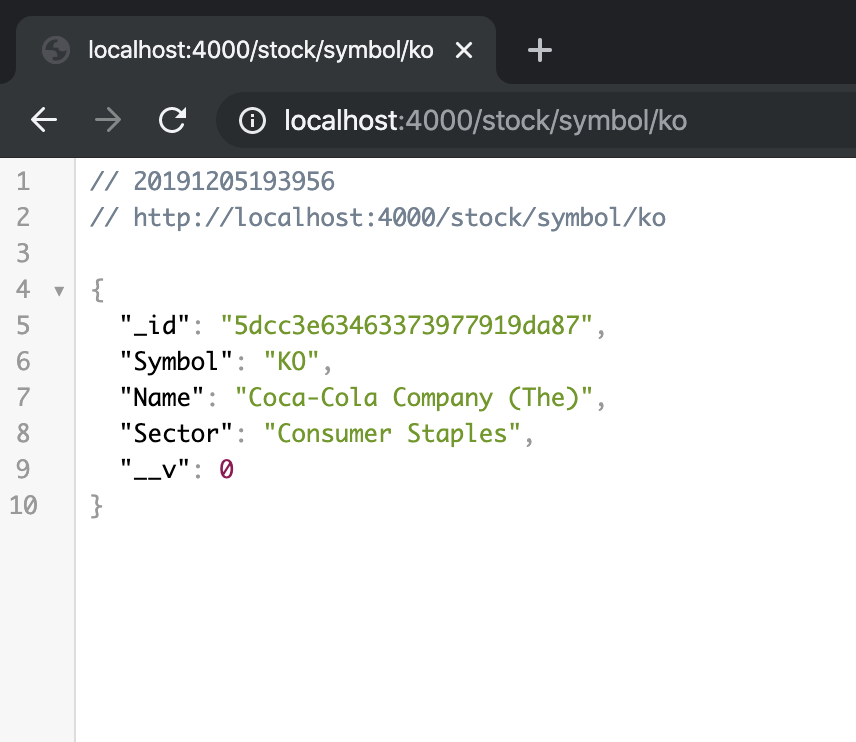 localhost:4000/stock/symbol/ko
localhost:4000/stock/symbol/ko
1 // 20191205193956
2 // http://localhost:4000/stock/symbol/ko
3
4 {
5 "_id": "5dcc3e63463373977919da87",
6 "Symbol": "KO",
7 "Name": "Coca-Cola Company (The)",
8 "Sector": "Consumer Staples",
9 "__v": 0
10 }